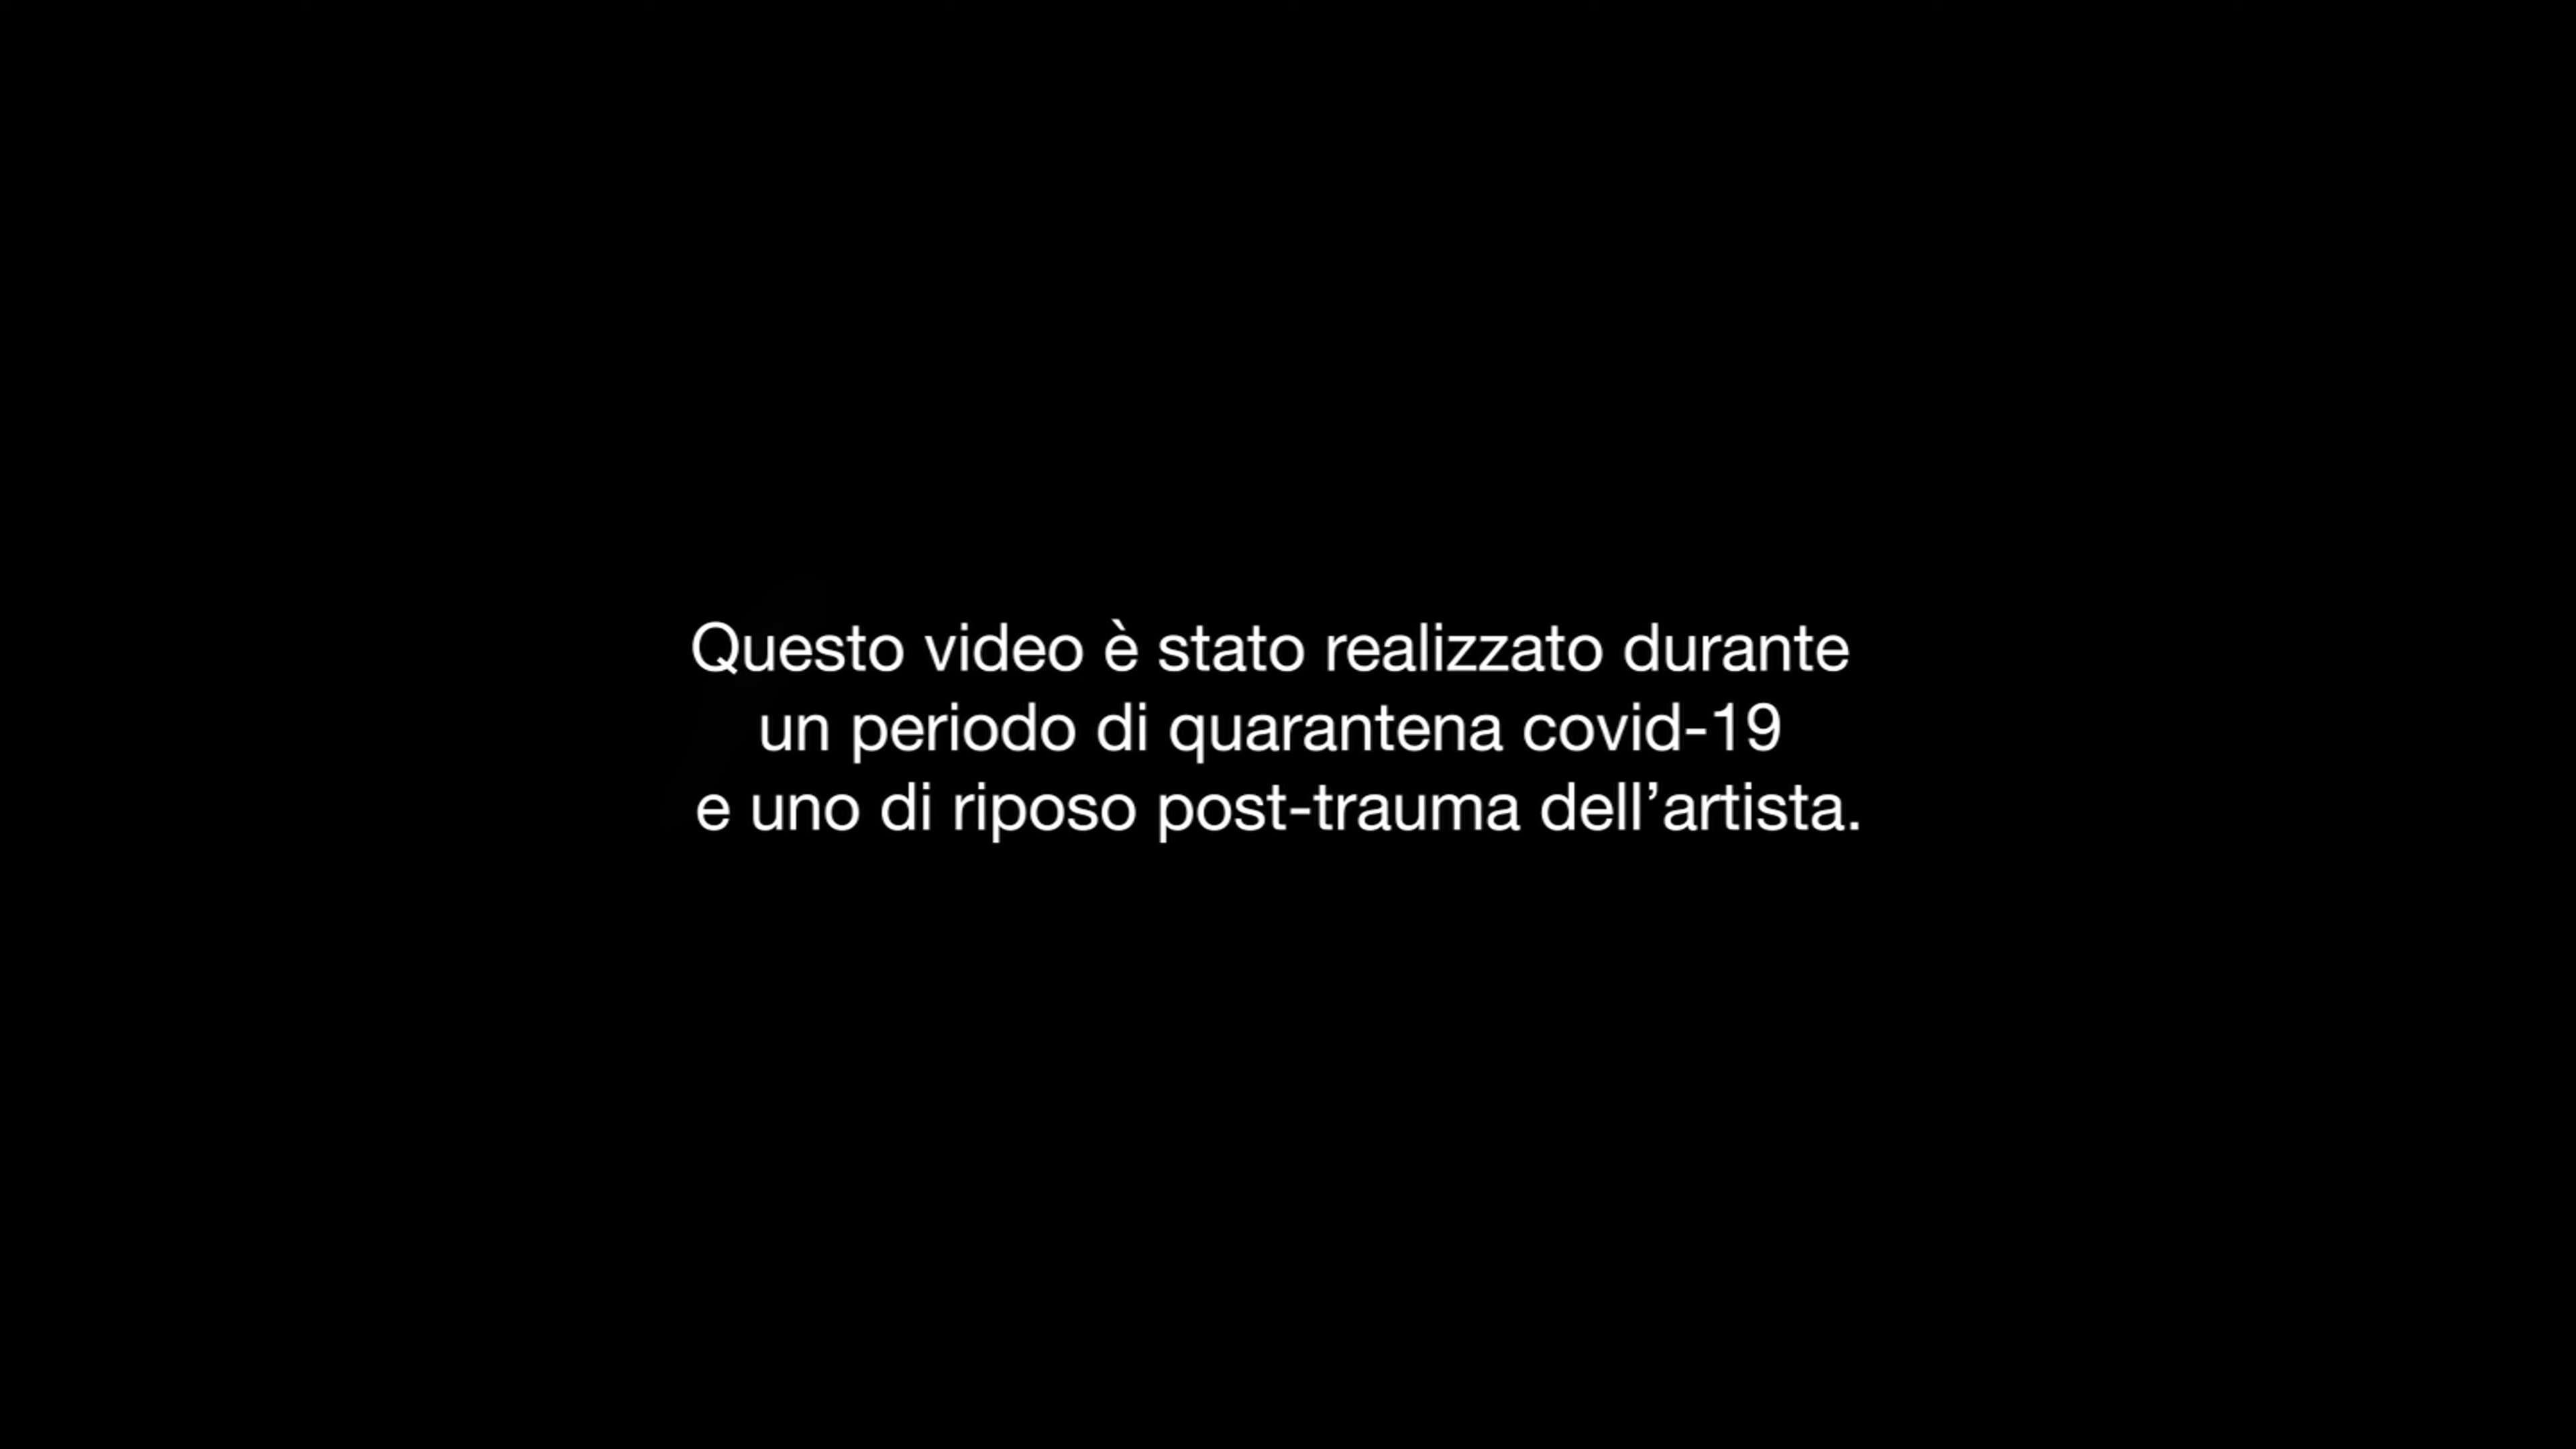 Questo video è stato realizzato durante
un periodo di quarantena covid-19
e uno di riposo post-trauma dell’artista.